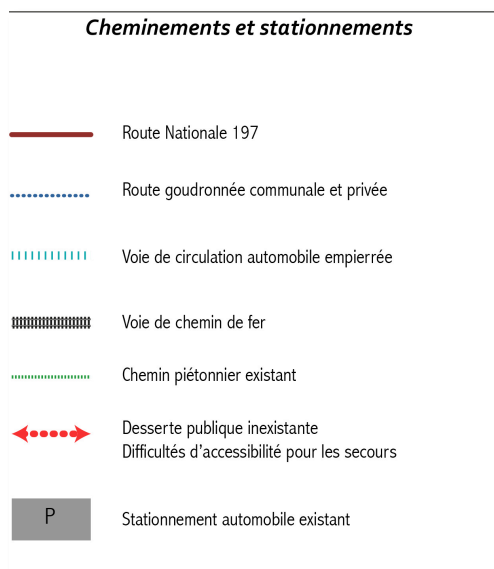 Cheminements et stationnements
Route Nationale 197
Route goudronnée communale et privée
Voie de circulation automobile empierrée
Voie de chemin de fer
Chemin piétonnier existant
Desserte publique inexistante
Difficultés d'accessibilité pour les secours
P
Stationnement automobile existant